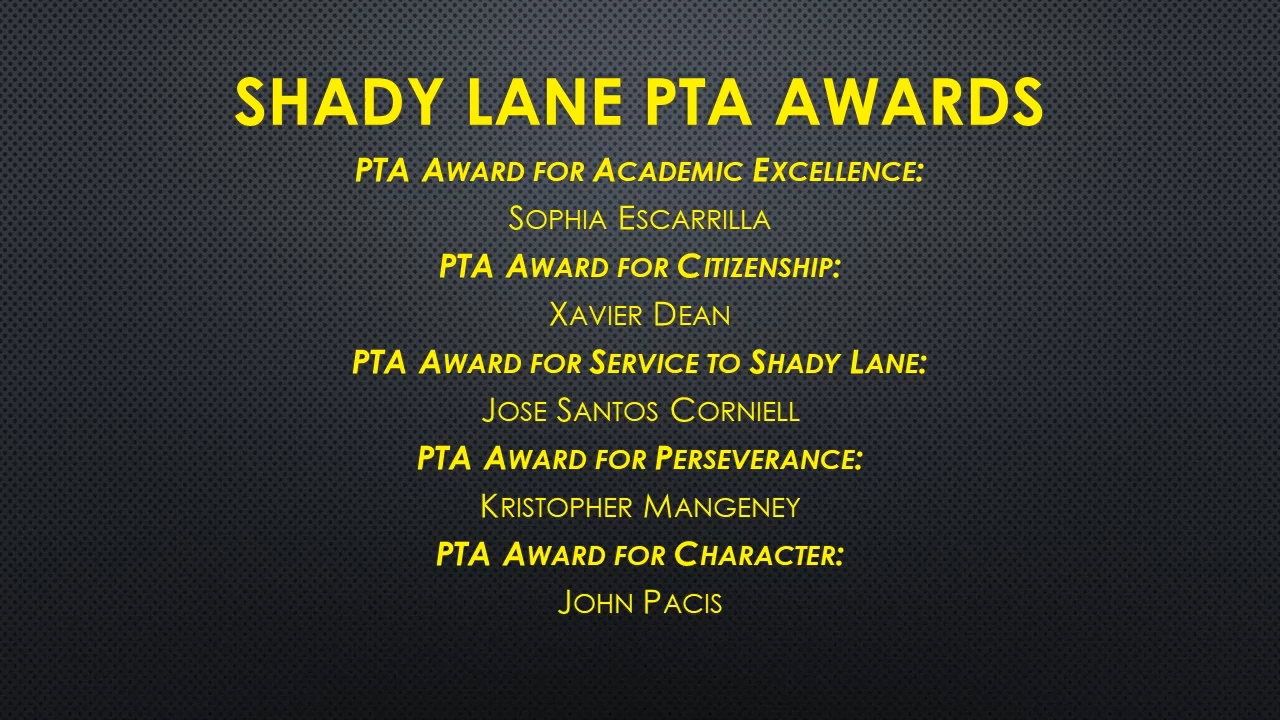 SHADY LANE PTA AWARDS
PTA AWARD FOR ACADEMIC EXCELLENCE:
SOPHIA ESCARRILLA
PTA AWARD FOR CITIZENSHIP:
XAVIER DEAN
PTA AWARD FOR SERVICE TO SHADY LANE:
JOSE SANTOS CORNIELL
PTA AWARD FOR PERSEVERANCE:
KRISTOPHER MANGENEY
PTA AWARD FOR CHARACTER:
JOHN PACIS